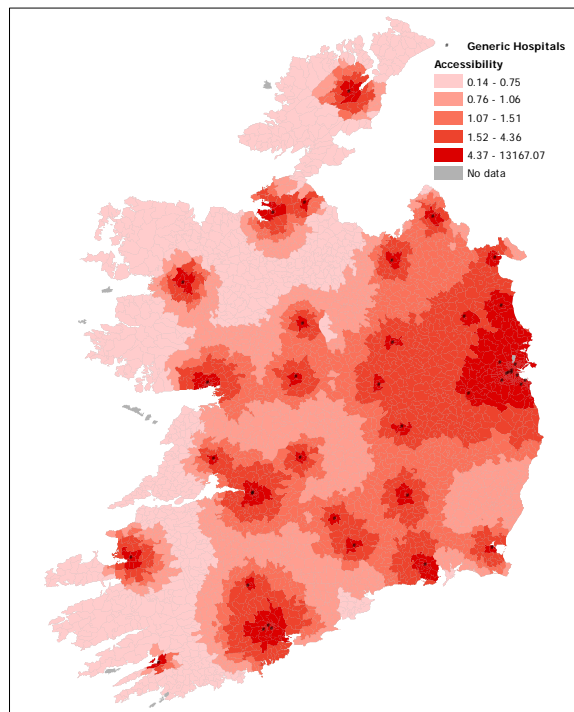 Generic Hospitals
Accessibility
0.14 - 0.75
0.76 - 1.06
1.07 - 1.51
1.52 - 4.36
4.37 - 13167.07
No data